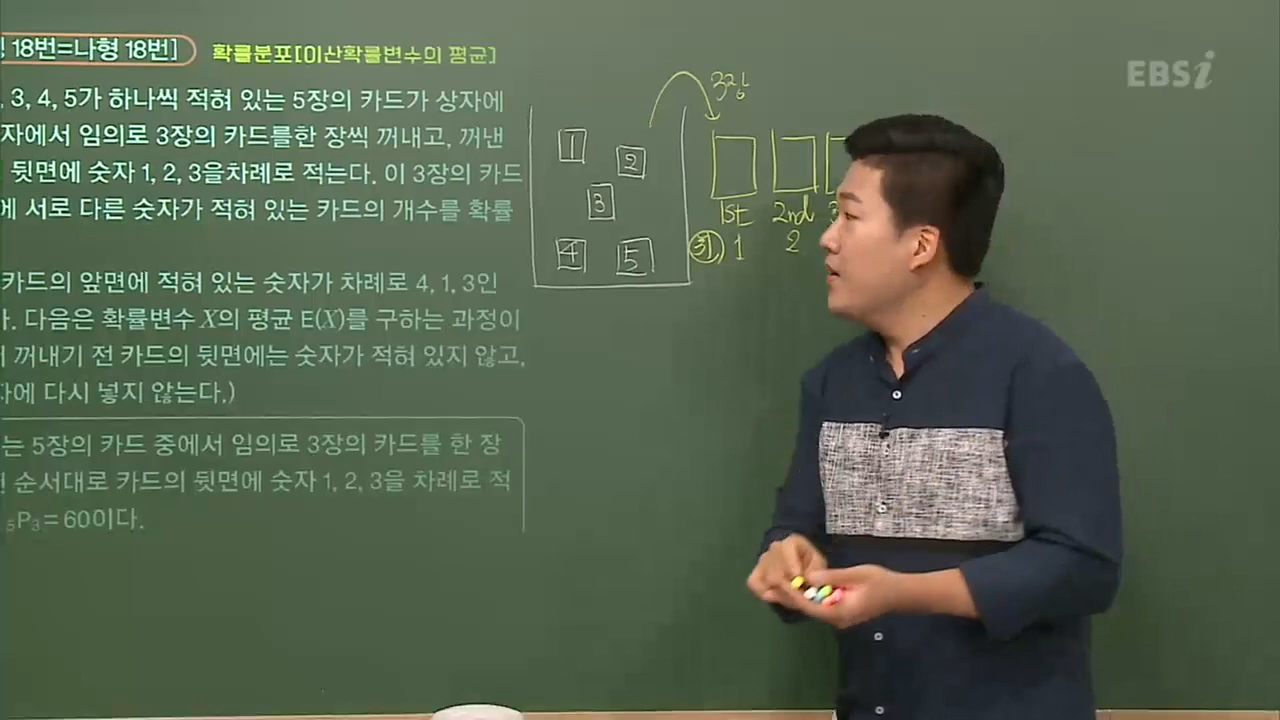 18번=나형 18번]
확률분포[이산확률변수의 평균]
, 3, 4, 5가 하나씩 적혀 있는 5장의 카드가 상자에
자에서 임의로 3장의 카드를한 장씩 꺼내고, 꺼낸
뒷면에 숫자 1, 2, 3을차례로 적는다. 이 3장의 카드
에 서로 다른 숫자가 적혀 있는 카드의 개수를 확률
카드의 앞면에 적혀 있는 숫자가 차례로 4, 1, 3인
. 다음은 확률변수 X의 평균 E(X)를 구하는 과정이
꺼내기 전 카드의 뒷면에는 숫자가 적혀 있지 않고,
자에 다시 넣지 않는다.)
는 5장의 카드 중에서 임의로 3장의 카드를 한 장
순서대로 카드의 뒷면에 숫자 1, 2, 3을 차례로 적
₅P₃=60이다.
1
2
3
4 5
3장
1st 2nd 3
뒤) 1 2
EBSi